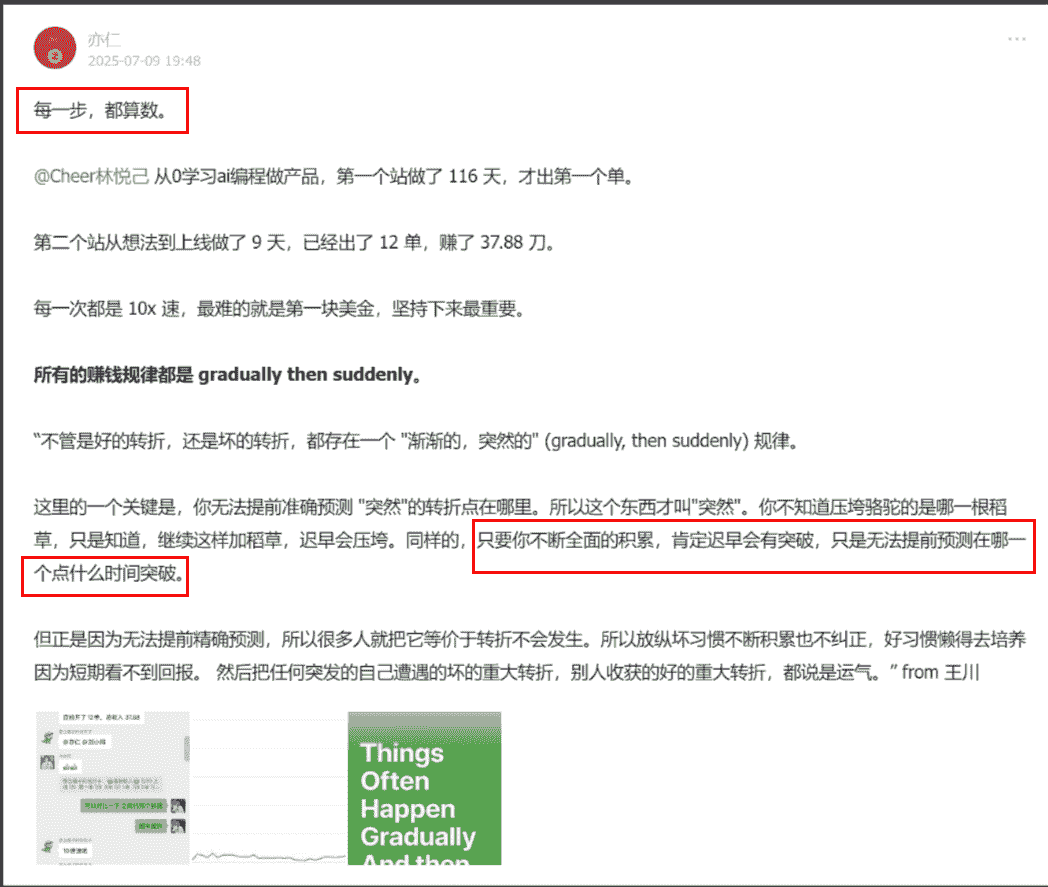 亦仁
2025-07-09 19:48
每一步，都算数。
@Cheer林悦己 从0学习ai编程做产品，第一个站做了 116 天，才出第一个单。
第二个站从想法到上线做了 9 天，已经出了 12 单，赚了 37.88 刀。
每一次都是 10x 速，最难的就是第一块美金，坚持下来最重要。
所有的赚钱规律都是 gradually then suddenly。
“不管是好的转折，还是坏的转折，都存在一个 "渐渐的，突然的" (gradually, then suddenly) 规律。
这里的一个关键是，你无法提前准确预测 "突然"的转折点在哪里。所以这个东西才叫"突然"。你不知道压垮骆驼的是哪一根稻
草，只是知道，继续这样加稻草，迟早会压垮。同样的，只要你不断全面的积累，肯定迟早会有突破，只是无法提前预测在哪一
个点什么时间突破。
但正是因为无法提前精确预测，所以很多人就把它等价于转折不会发生。所以放纵坏习惯不断积累也不纠正，好习惯懒得去培养
因为短期看不到回报。 然后把任何突发的自己遭遇的坏的重大转折，别人收获的好的重大转折，都说是运气。” from 王川
Things
Often
Happen
Gradually
And then